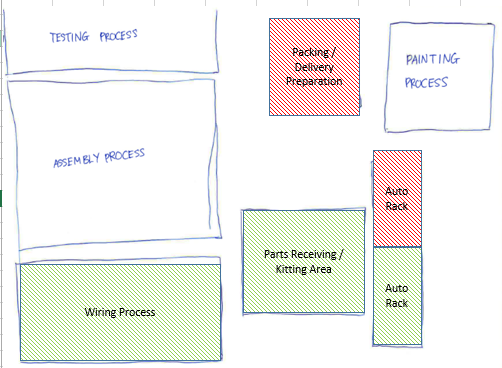 TESTING PROCESS
Packing /
Delivery
Preparation
PAINTING
PROCESS
ASSEMBLY PROCESS
Auto
Rack
Parts Receiving /
Kitting Area
Auto
Rack
Wiring Process